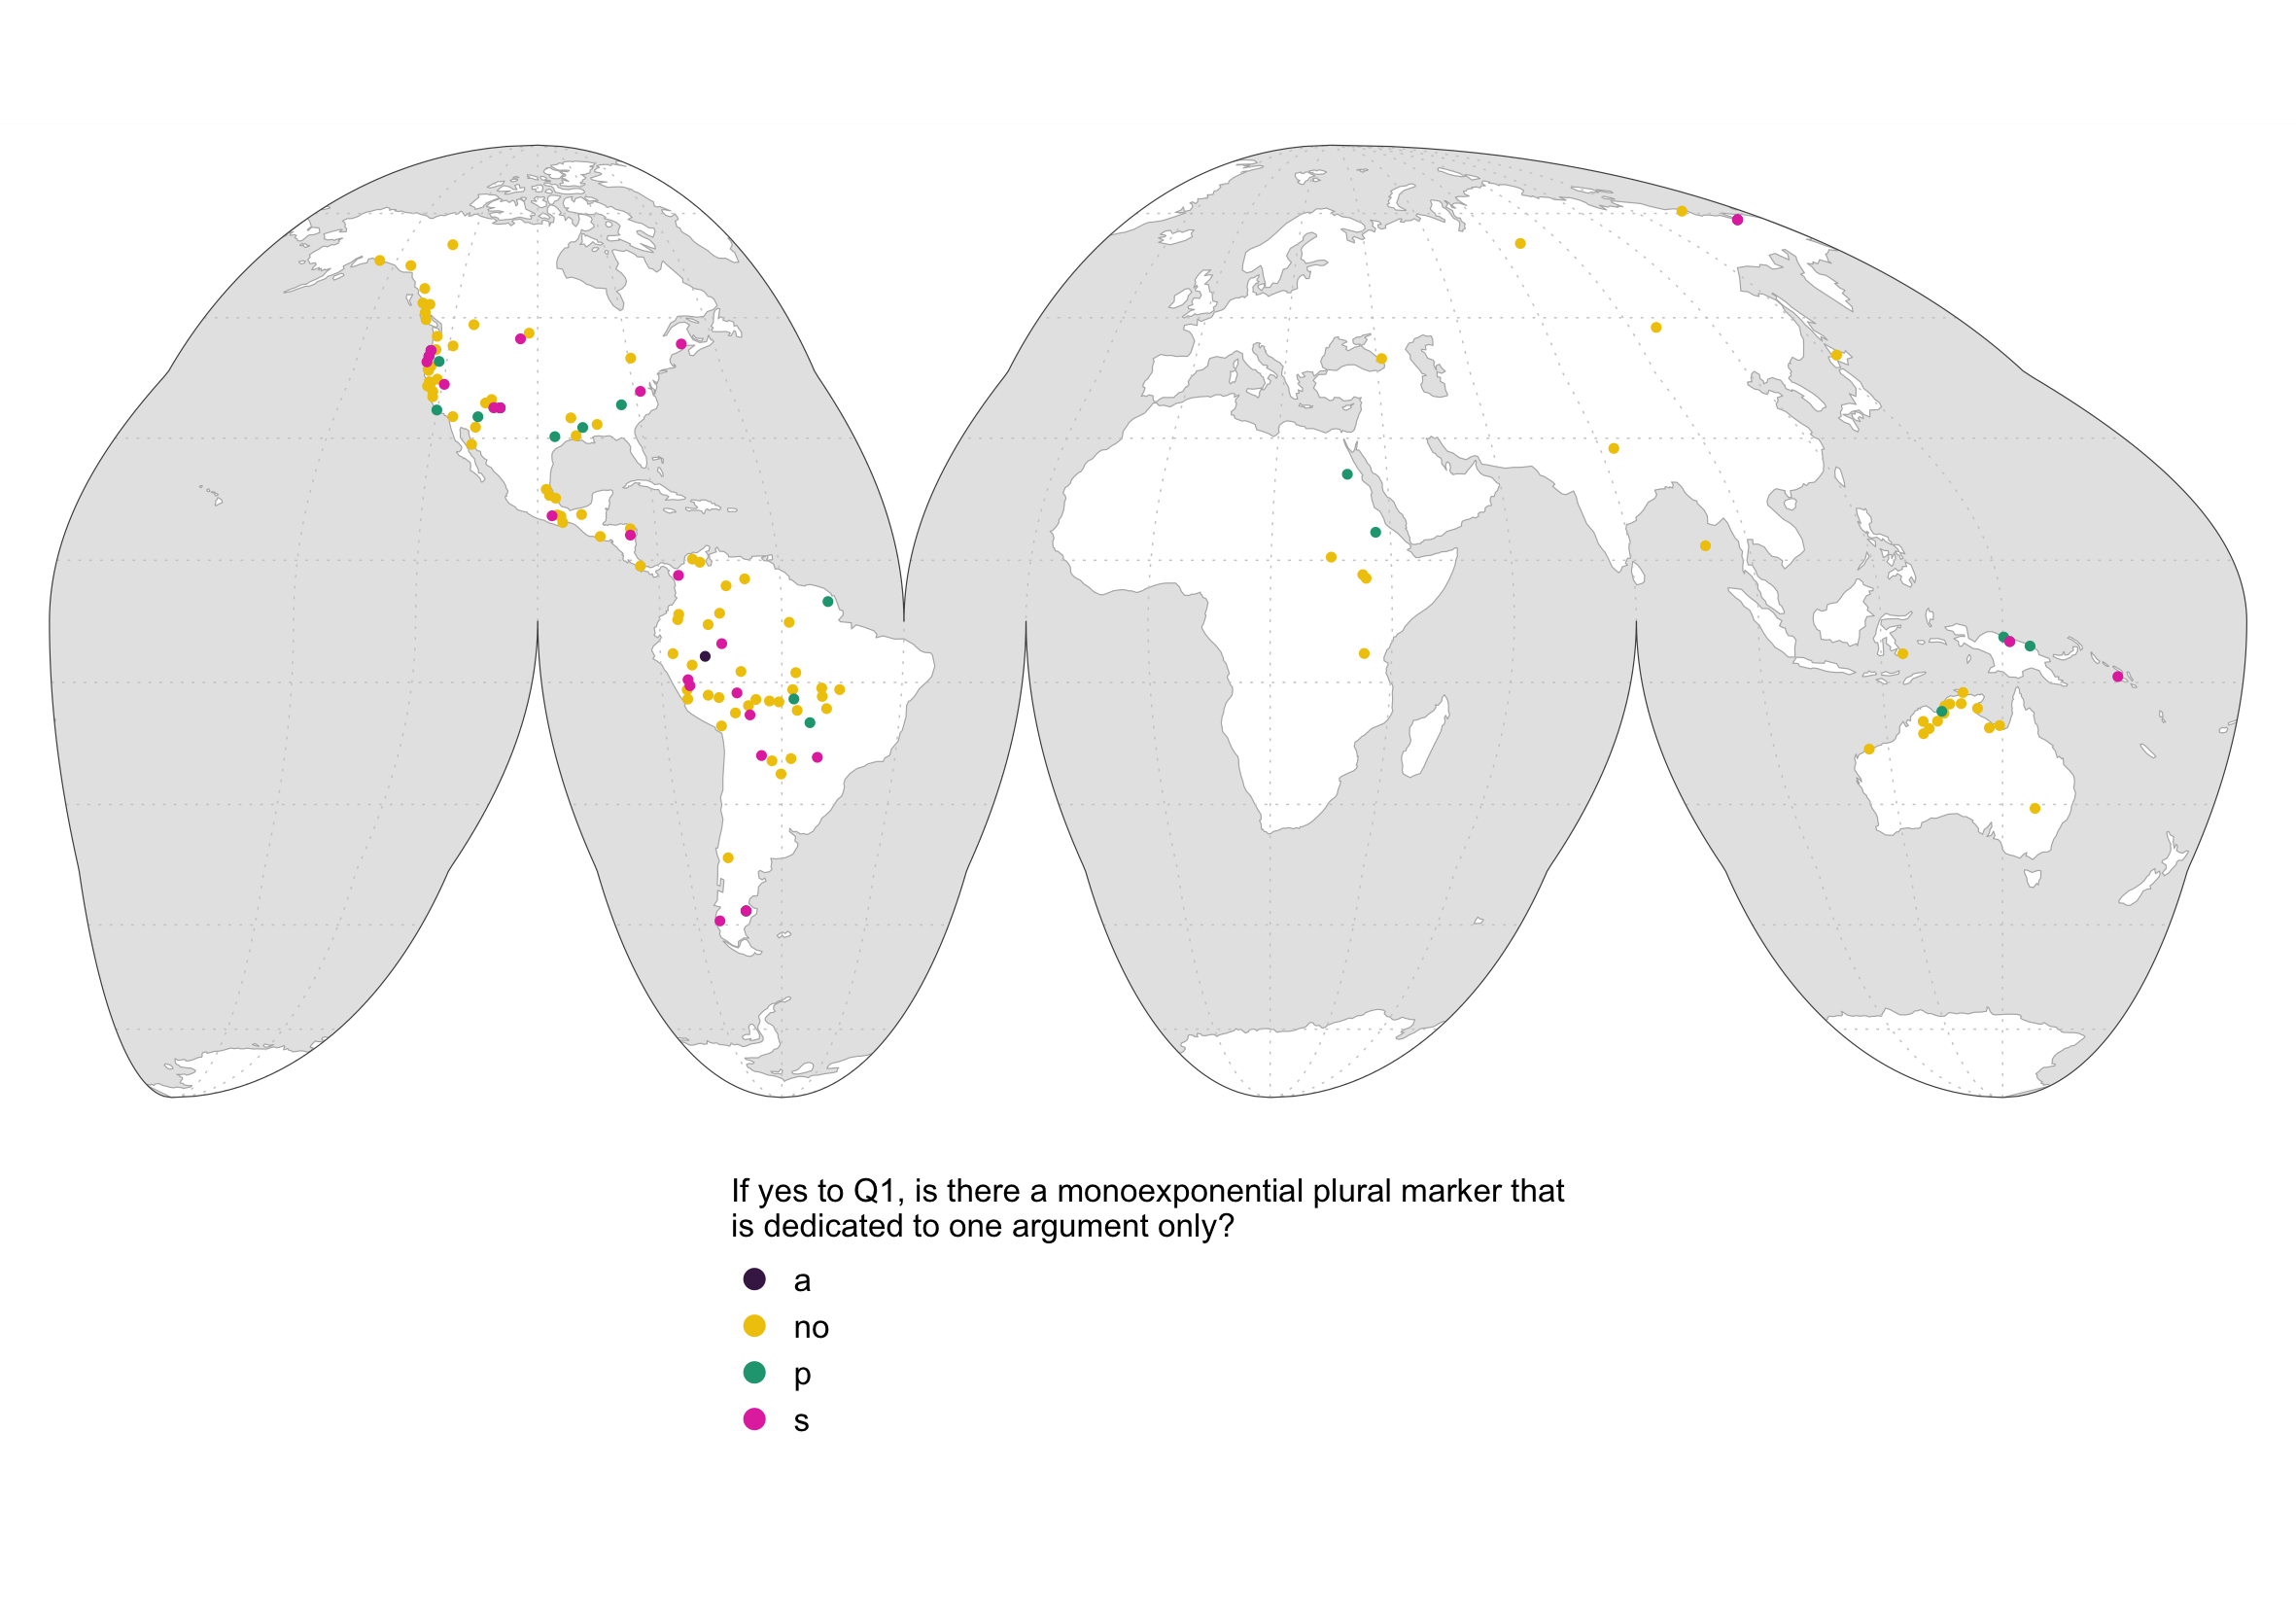 If yes to Q1, is there a monoexponential plural marker that
is dedicated to one argument only?
a
no
p
s